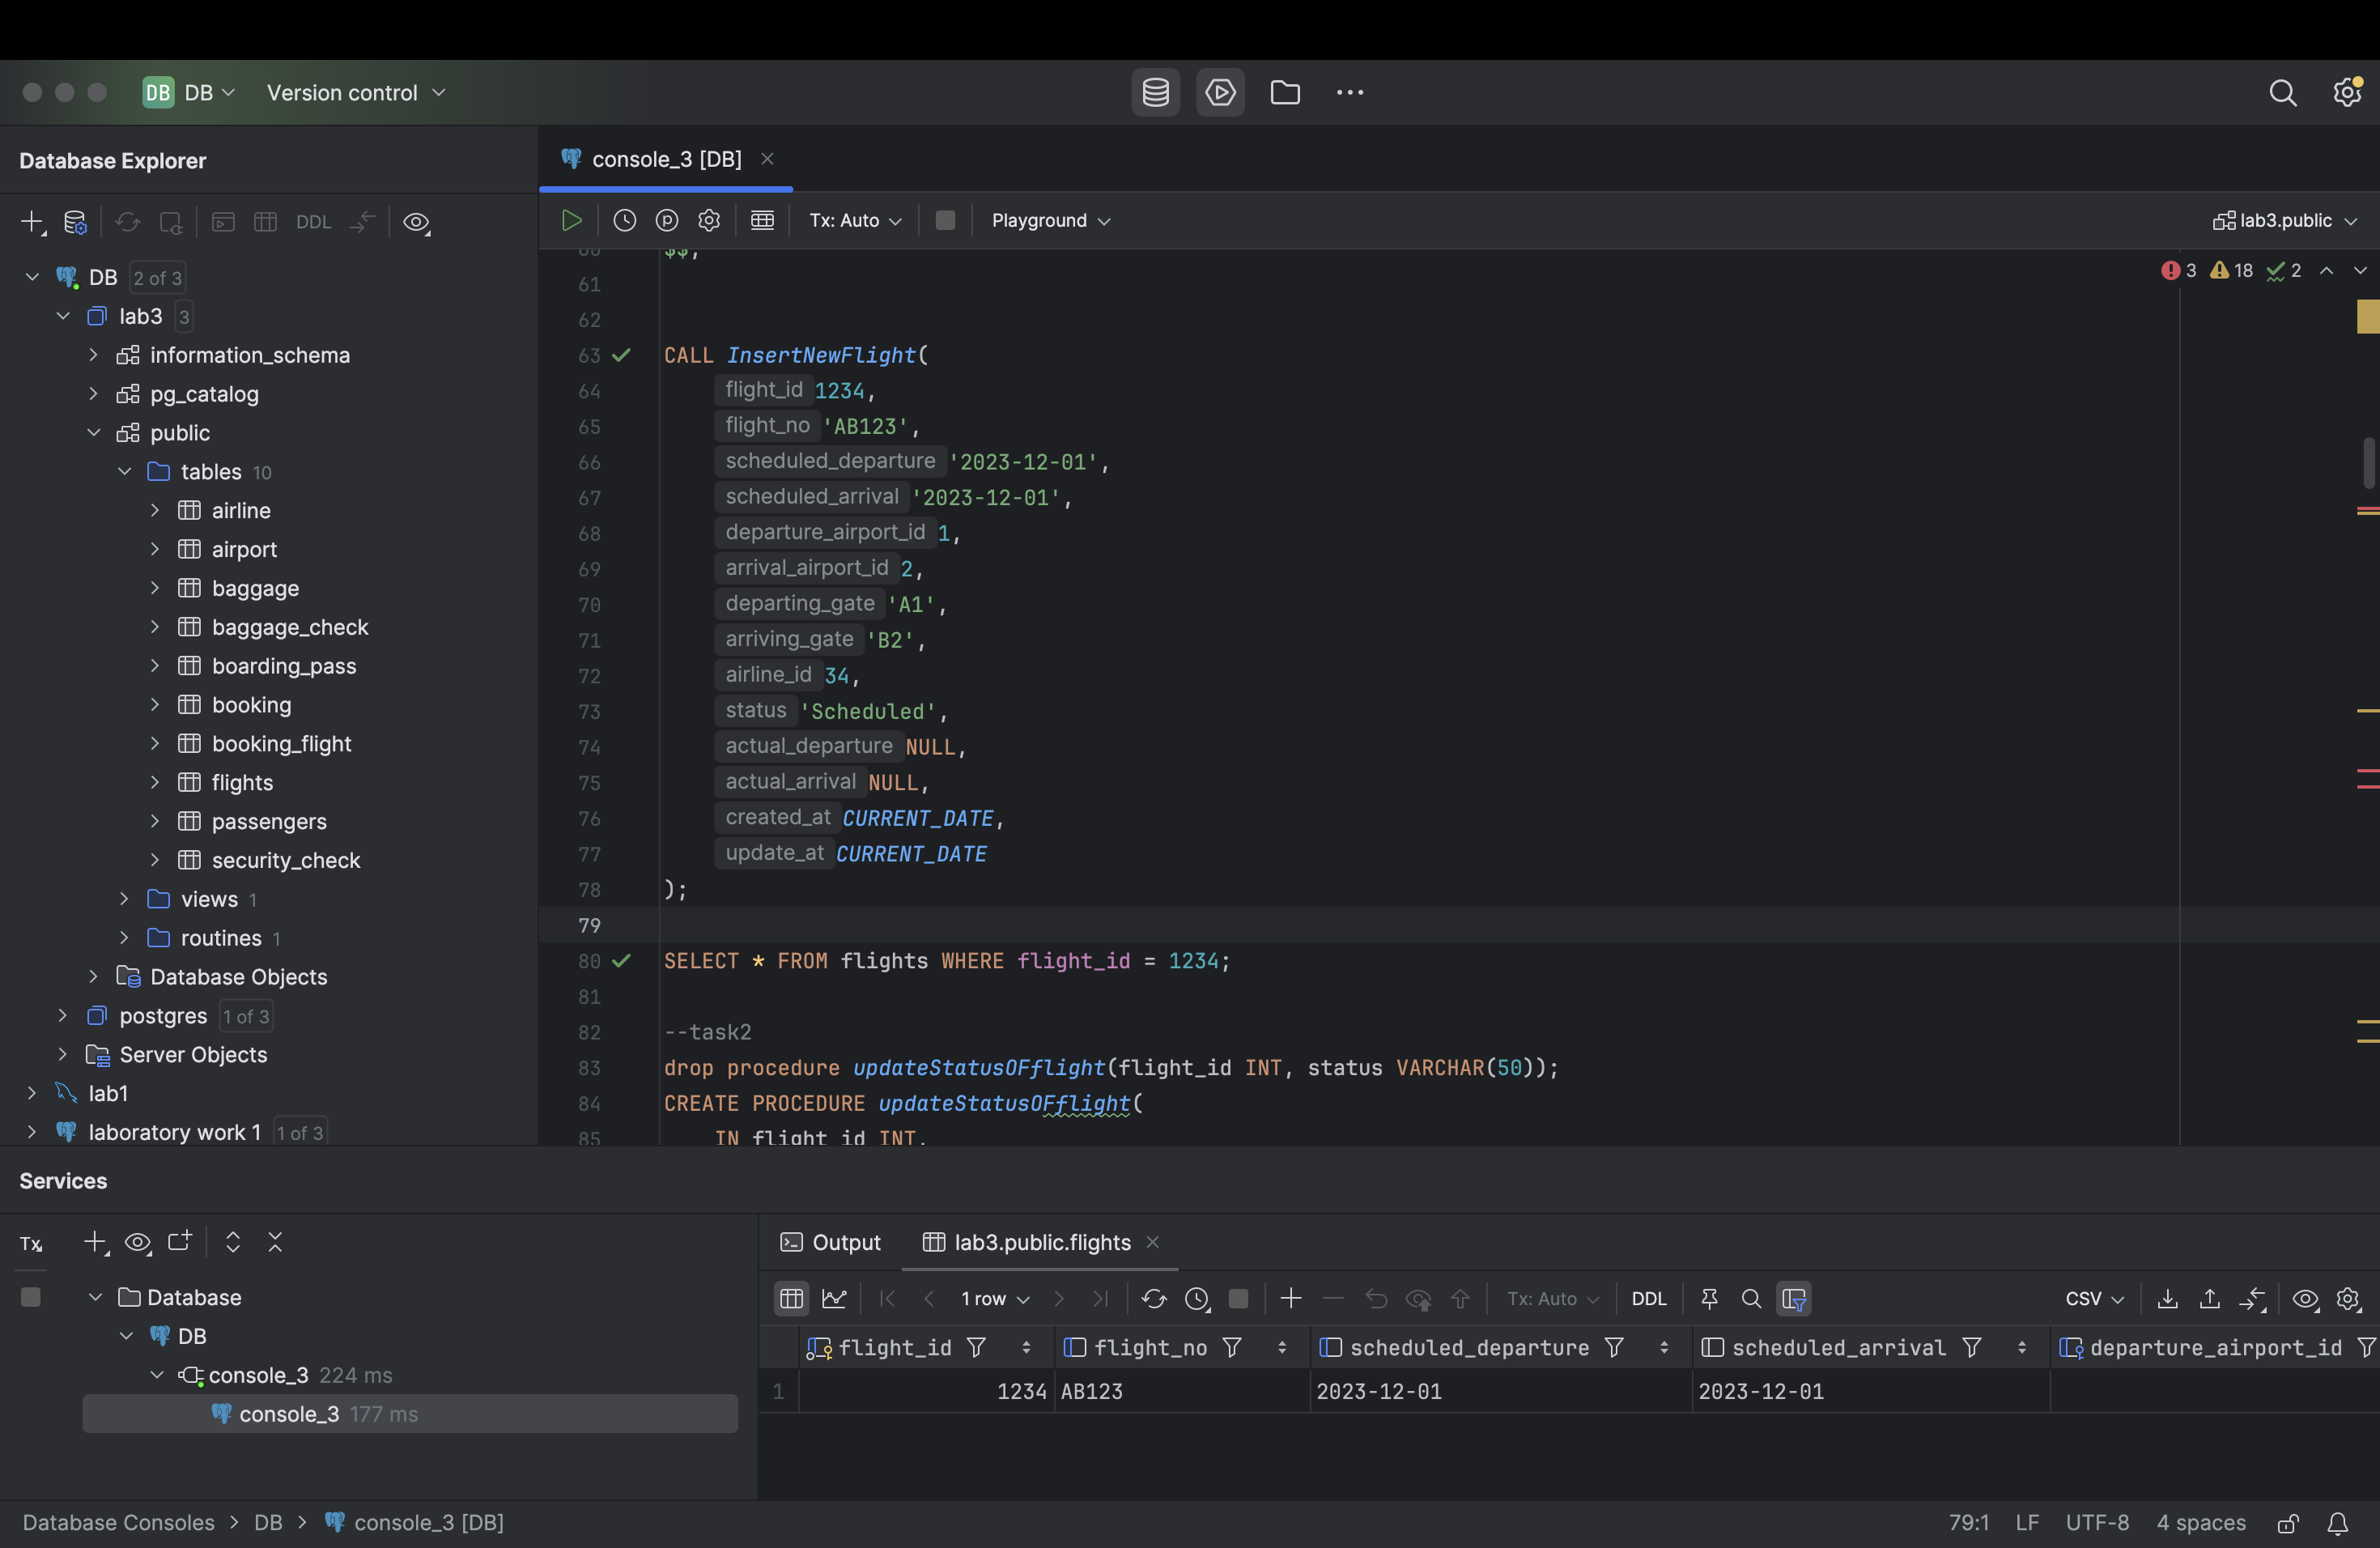 DB DB Version control
Database Explorer
DDL
DB 2 of 3
lab3 3
information_schema
pg_catalog
public
tables 10
airline
airport
baggage
baggage_check
boarding_pass
booking
booking_flight
flights
passengers
security_check
views 1
routines 1
Database Objects
postgres 1 of 3
Server Objects
lab1
laboratory work 1 1 of 3
console_3 [DB]
Tx: Auto Playground lab3.public
3 18 2
60 $$;
61
62
63 CALL InsertNewFlight(
64 flight_id 1234,
65 flight_no 'AB123',
66 scheduled_departure '2023-12-01',
67 scheduled_arrival '2023-12-01',
68 departure_airport_id 1,
69 arrival_airport_id 2,
70 departing_gate 'A1',
71 arriving_gate 'B2',
72 airline_id 34,
73 status 'Scheduled',
74 actual_departure NULL,
75 actual_arrival NULL,
76 created_at CURRENT_DATE,
77 update_at CURRENT_DATE
78 );
79
80 SELECT * FROM flights WHERE flight_id = 1234;
81
82 --task2
83 drop procedure updateStatusOFflight(flight_id INT, status VARCHAR(50));
84 CREATE PROCEDURE updateStatusOFflight(
85 IN flight_id INT,
Services
Tx
Database
DB
console_3 224 ms
console_3 177 ms
Output lab3.public.flights
1 row Tx: Auto DDL CSV
flight_id flight_no scheduled_departure scheduled_arrival departure_airport_id
1 1234 AB123 2023-12-01 2023-12-01
Database Consoles > DB > console_3 [DB] 79:1 LF UTF-8 4 spaces